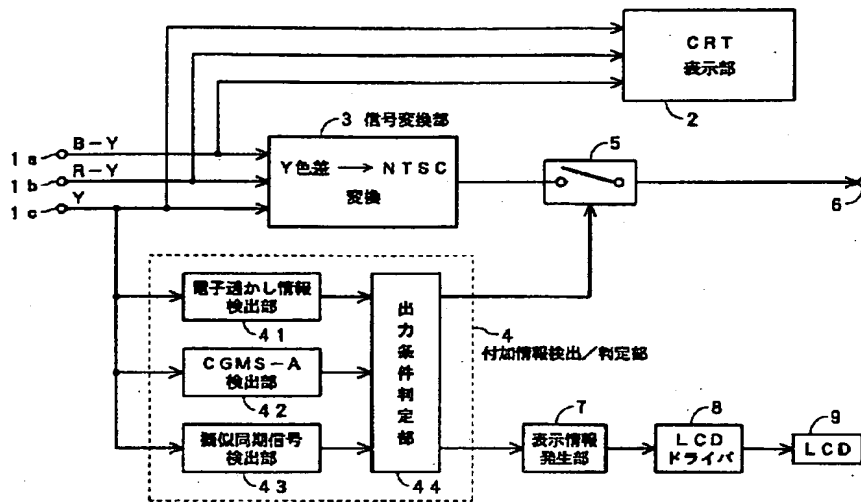 CRT
表示部
2
3 信号変換部
B-Y
1a
R-Y
1b
Y
1c
Y色差 → NTSC
変換
5
6
電子透かし情報
検出部
41
CGMS-A
検出部
42
疑似同期信号
検出部
43
出力条件判定部
44
4
付加情報検出/判定部
7
表示情報
発生部
8
LCD
ドライバ
9
LCD